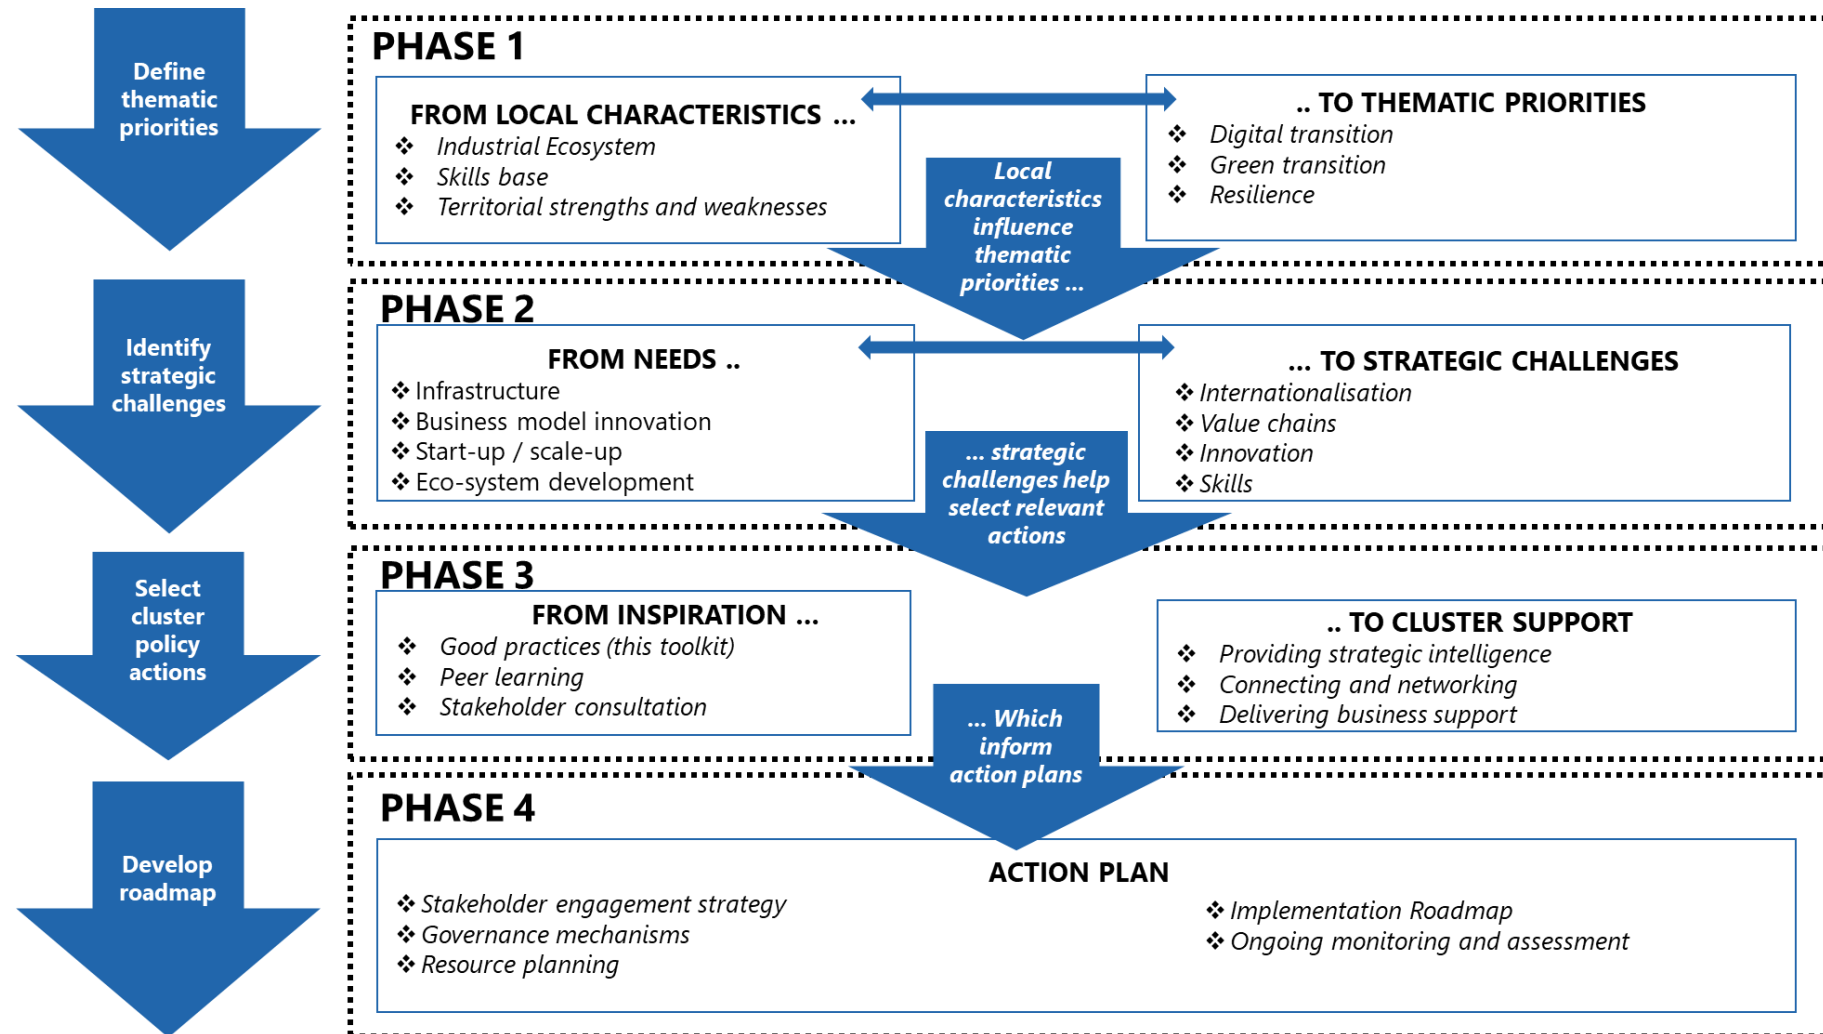 Define
thematic
priorities
PHASE 1
FROM LOCAL CHARACTERISTICS ...
Industrial Ecosystem
Skills base
Territorial strengths and weaknesses
.. TO THEMATIC PRIORITIES
Digital transition
Green transition
Resilience
Local
characteristics
influence
thematic
priorities ...
Identify
strategic
challenges
PHASE 2
FROM NEEDS ..
Infrastructure
Business model innovation
Start-up / scale-up
Eco-system development
... TO STRATEGIC CHALLENGES
Internationalisation
Value chains
Innovation
Skills
... strategic
challenges help
select relevant
actions
Select
cluster
policy
actions
PHASE 3
FROM INSPIRATION ...
Good practices (this toolkit)
Peer learning
Stakeholder consultation
.. TO CLUSTER SUPPORT
Providing strategic intelligence
Connecting and networking
Delivering business support
... Which
inform
action plans
Develop
roadmap
PHASE 4
ACTION PLAN
Stakeholder engagement strategy
Governance mechanisms
Resource planning
Implementation Roadmap
Ongoing monitoring and assessment